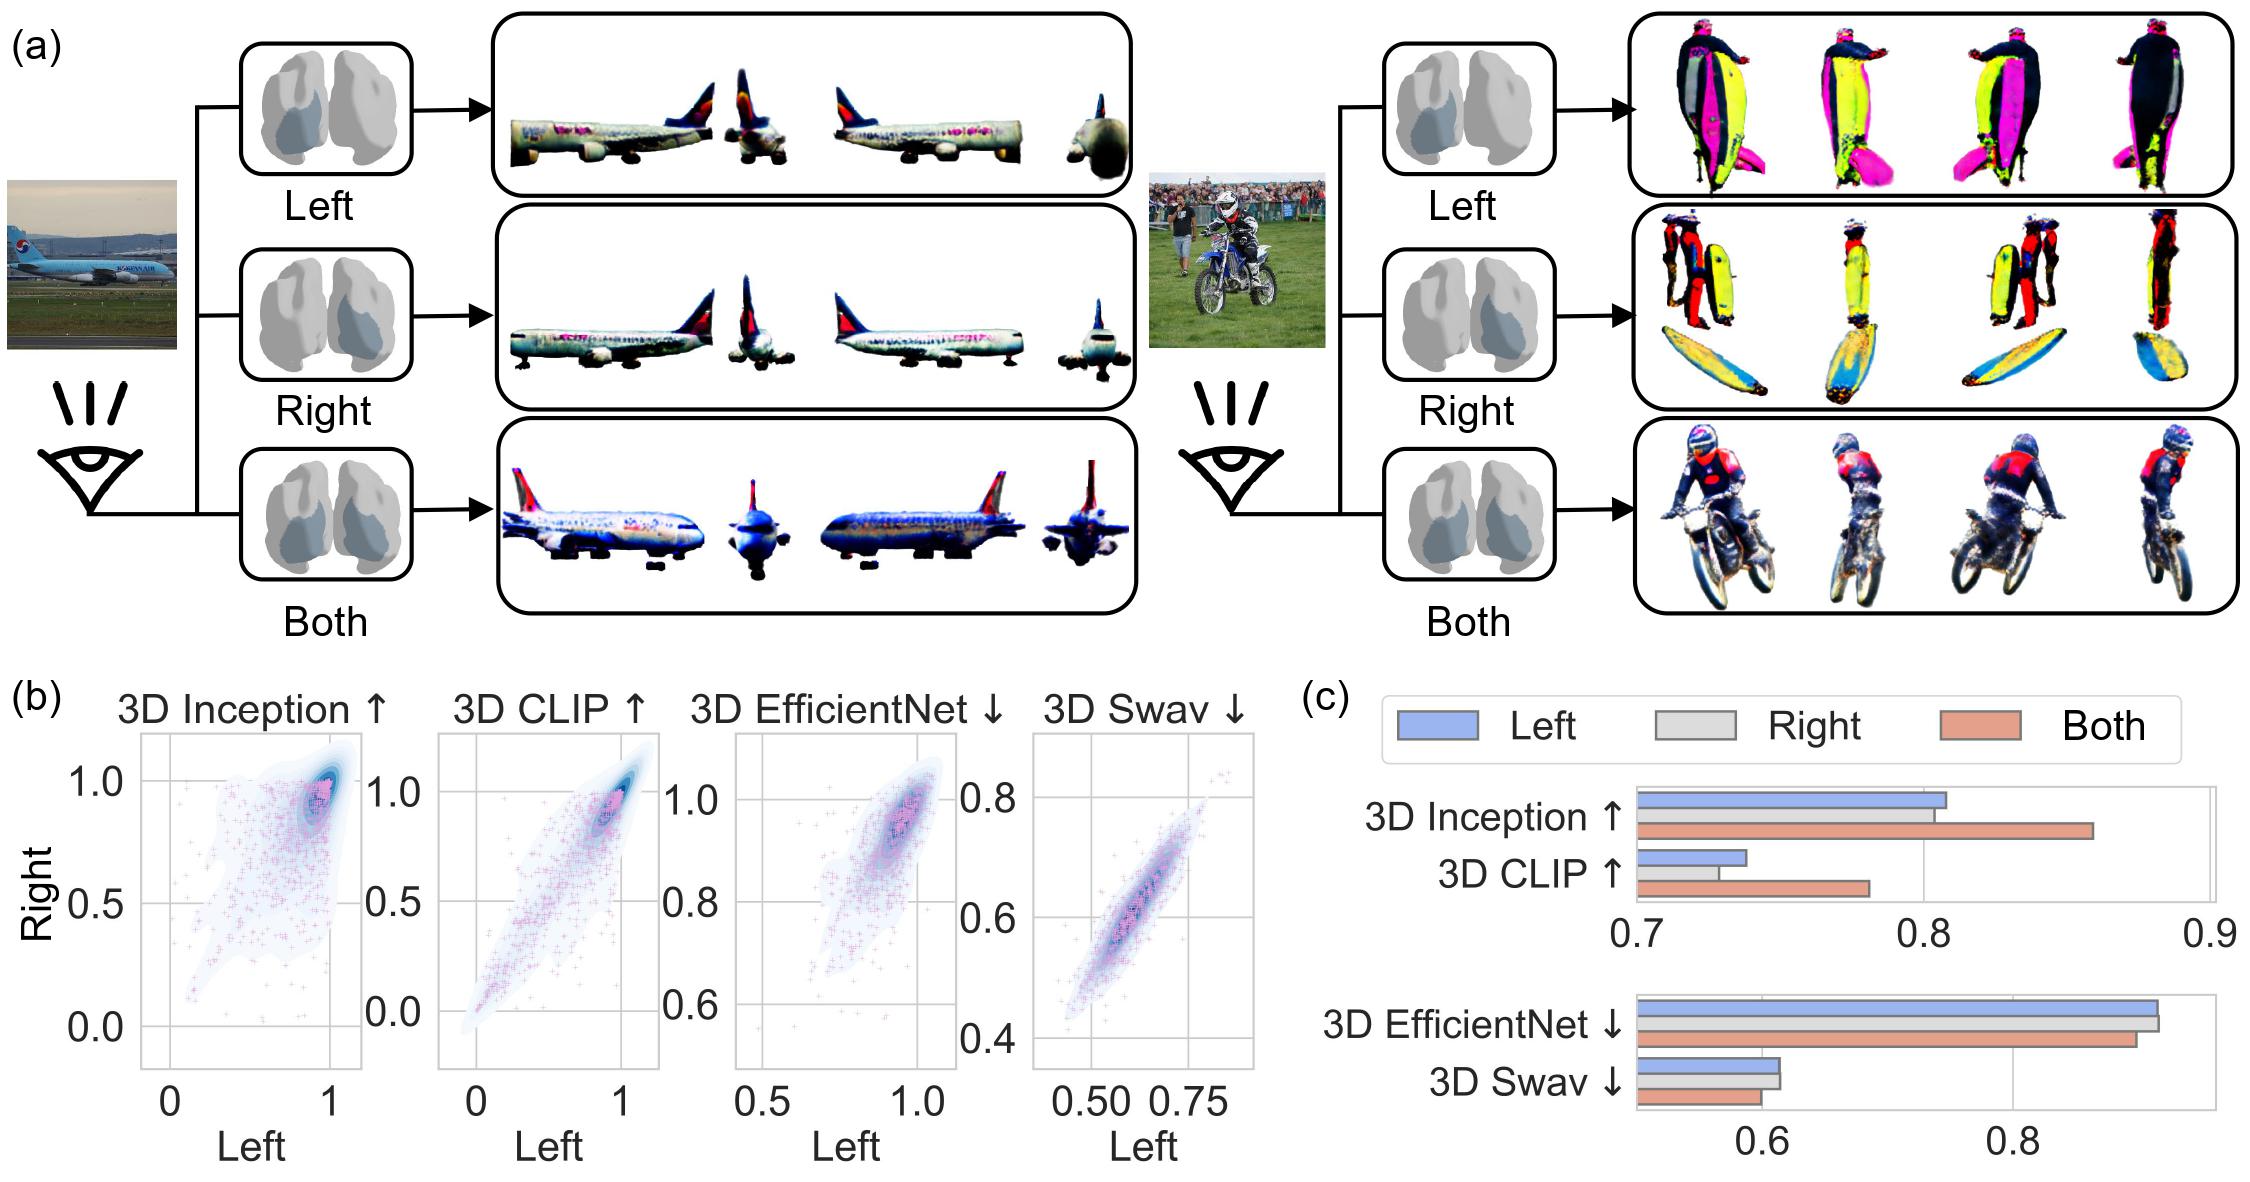 (a)
Left
Right
Both
KOREAN AIR
Left
Right
Both
(b)
3D Inception ↑
3D CLIP ↑
3D EfficientNet ↓
3D Swav ↓
Right
1.0
0.5
0.0
0
1
Left
1.0
0.5
0.0
0
1
Left
1.0
0.8
0.6
0.5
1.0
Left
0.8
0.6
0.4
0.50
0.75
Left
(c)
Left
Right
Both
3D Inception ↑
3D CLIP ↑
0.7
0.8
0.9
3D EfficientNet ↓
3D Swav ↓
0.6
0.8